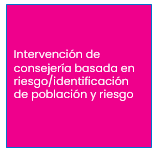 Intervención de
consejería basada en
riesgo/identificación
de población y riesgo